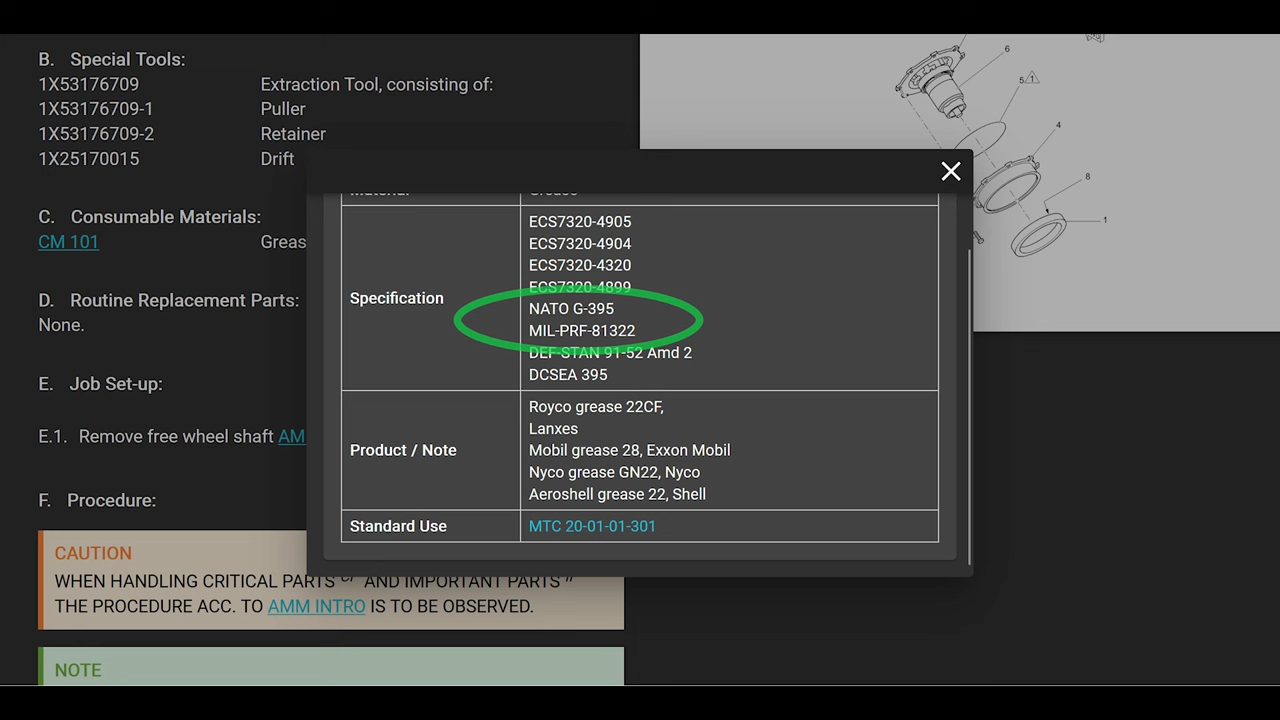 B. Special Tools:
1X53176709 Extraction Tool, consisting of:
1X53176709-1 Puller
1X53176709-2 Retainer
1X25170015 Drift
C. Consumable Materials:
CM 101 Greas
D. Routine Replacement Parts:
None.
E. Job Set-up:
E.1. Remove free wheel shaft AM
F. Procedure:
CAUTION
WHEN HANDLING CRITICAL PARTS AND IMPORTANT PARTS
THE PROCEDURE ACC. TO AMM INTRO IS TO BE OBSERVED.
NOTE
Specification
ECS7320-4905
ECS7320-4904
ECS7320-4320
ECS7320-4899
NATO G-395
MIL-PRF-81322
DEF-STAN 91-52 Amd 2
DCSEA 395
Product / Note
Royco grease 22CF,
Lanxes
Mobil grease 28, Exxon Mobil
Nyco grease GN22, Nyco
Aeroshell grease 22, Shell
Standard Use
MTC 20-01-01-301
6
5 1
4
8
1